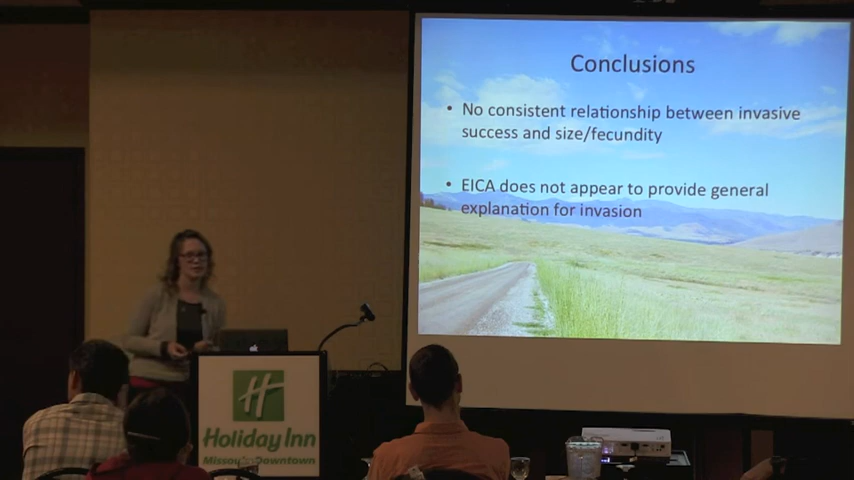 Conclusions
• No consistent relationship between invasive
success and size/fecundity
• EICA does not appear to provide general
explanation for invasion
H
Holiday Inn
Missoula Downtown